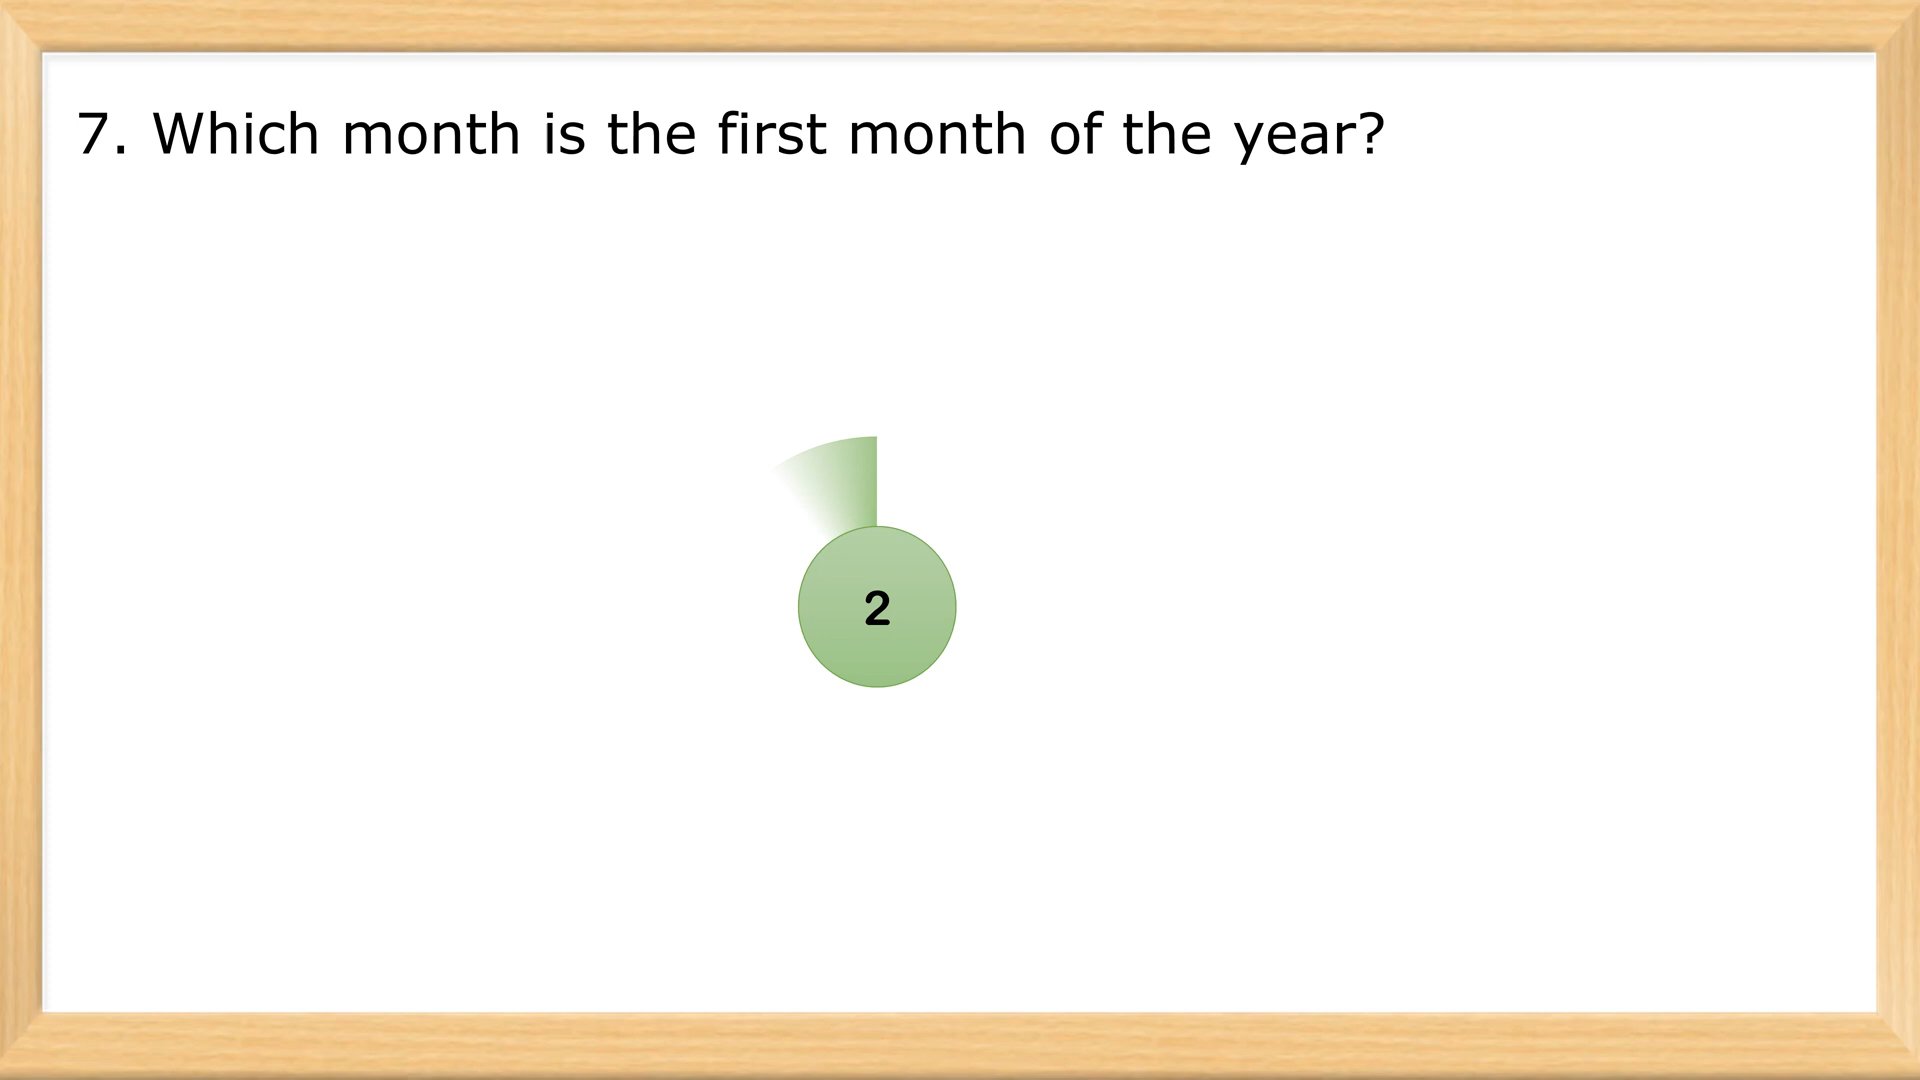 7. Which month is the first month of the year?
2